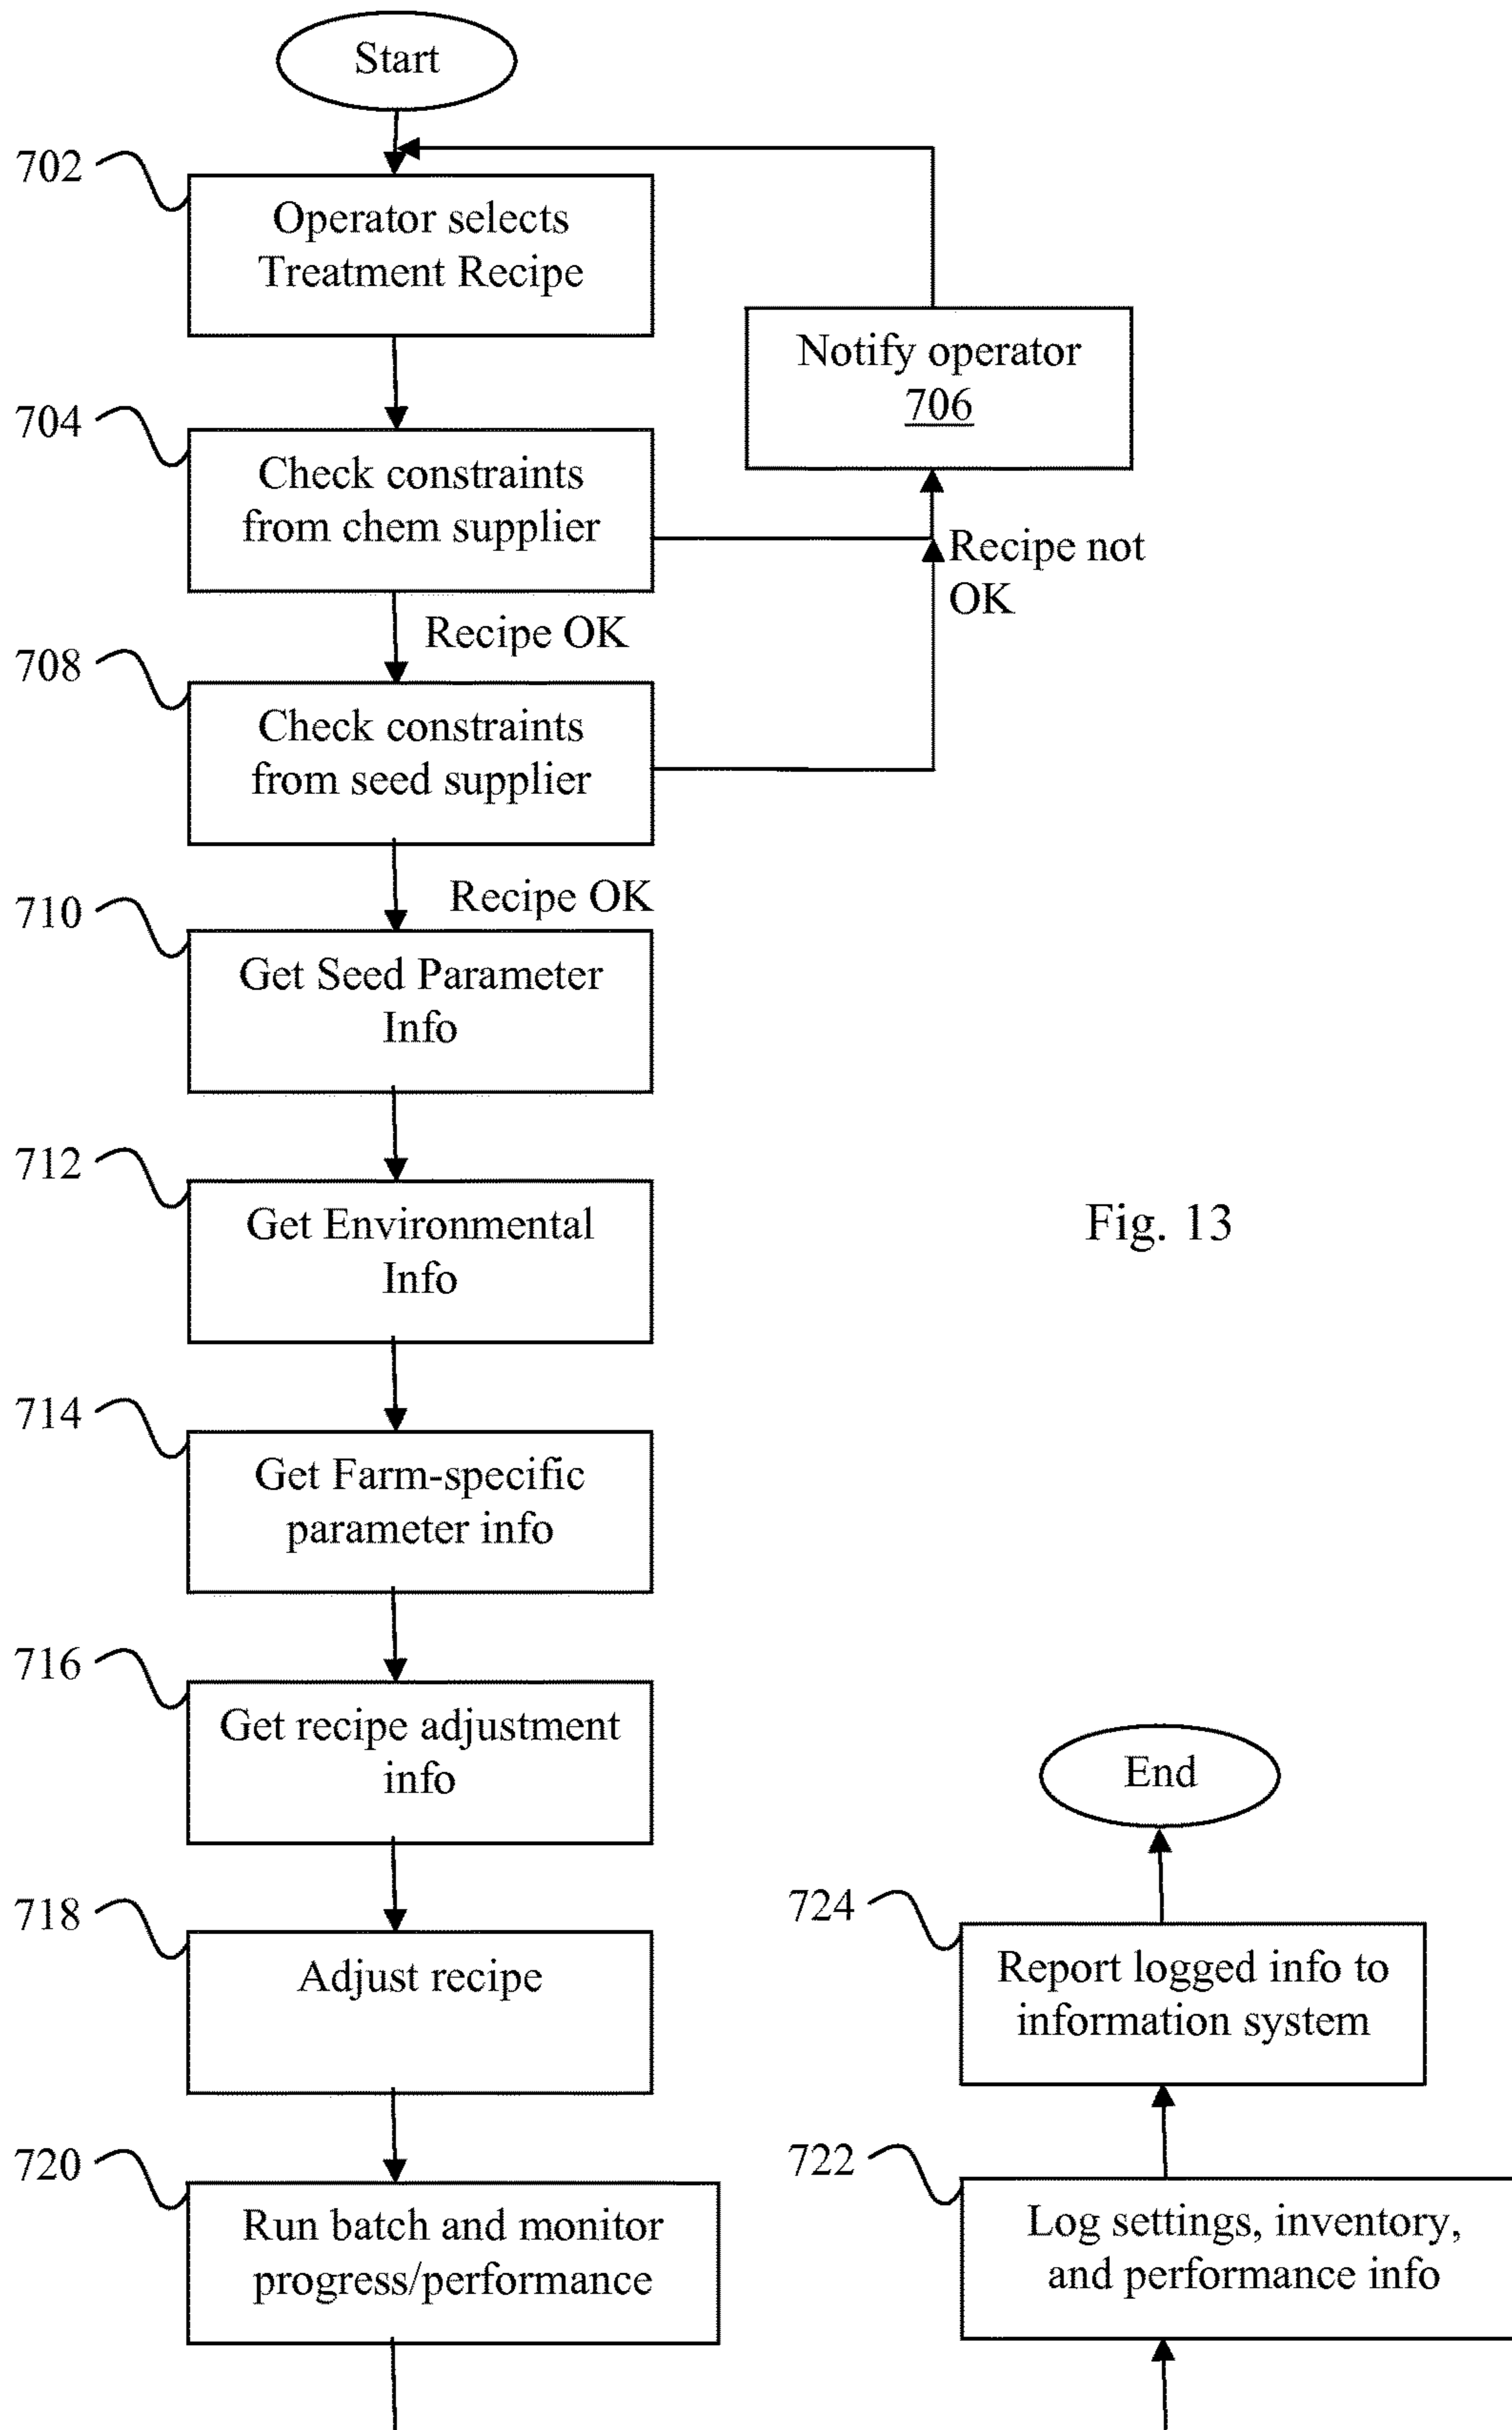 Start
702
Operator selects
Treatment Recipe
Notify operator
706
704
Check constraints
from chem supplier
Recipe not
OK
Recipe OK
708
Check constraints
from seed supplier
Recipe OK
710
Get Seed Parameter
Info
712
Get Environmental
Info
Fig. 13
714
Get Farm-specific
parameter info
716
Get recipe adjustment
info
718
Adjust recipe
720
Run batch and monitor
progress/performance
End
724
Report logged info to
information system
722
Log settings, inventory,
and performance info